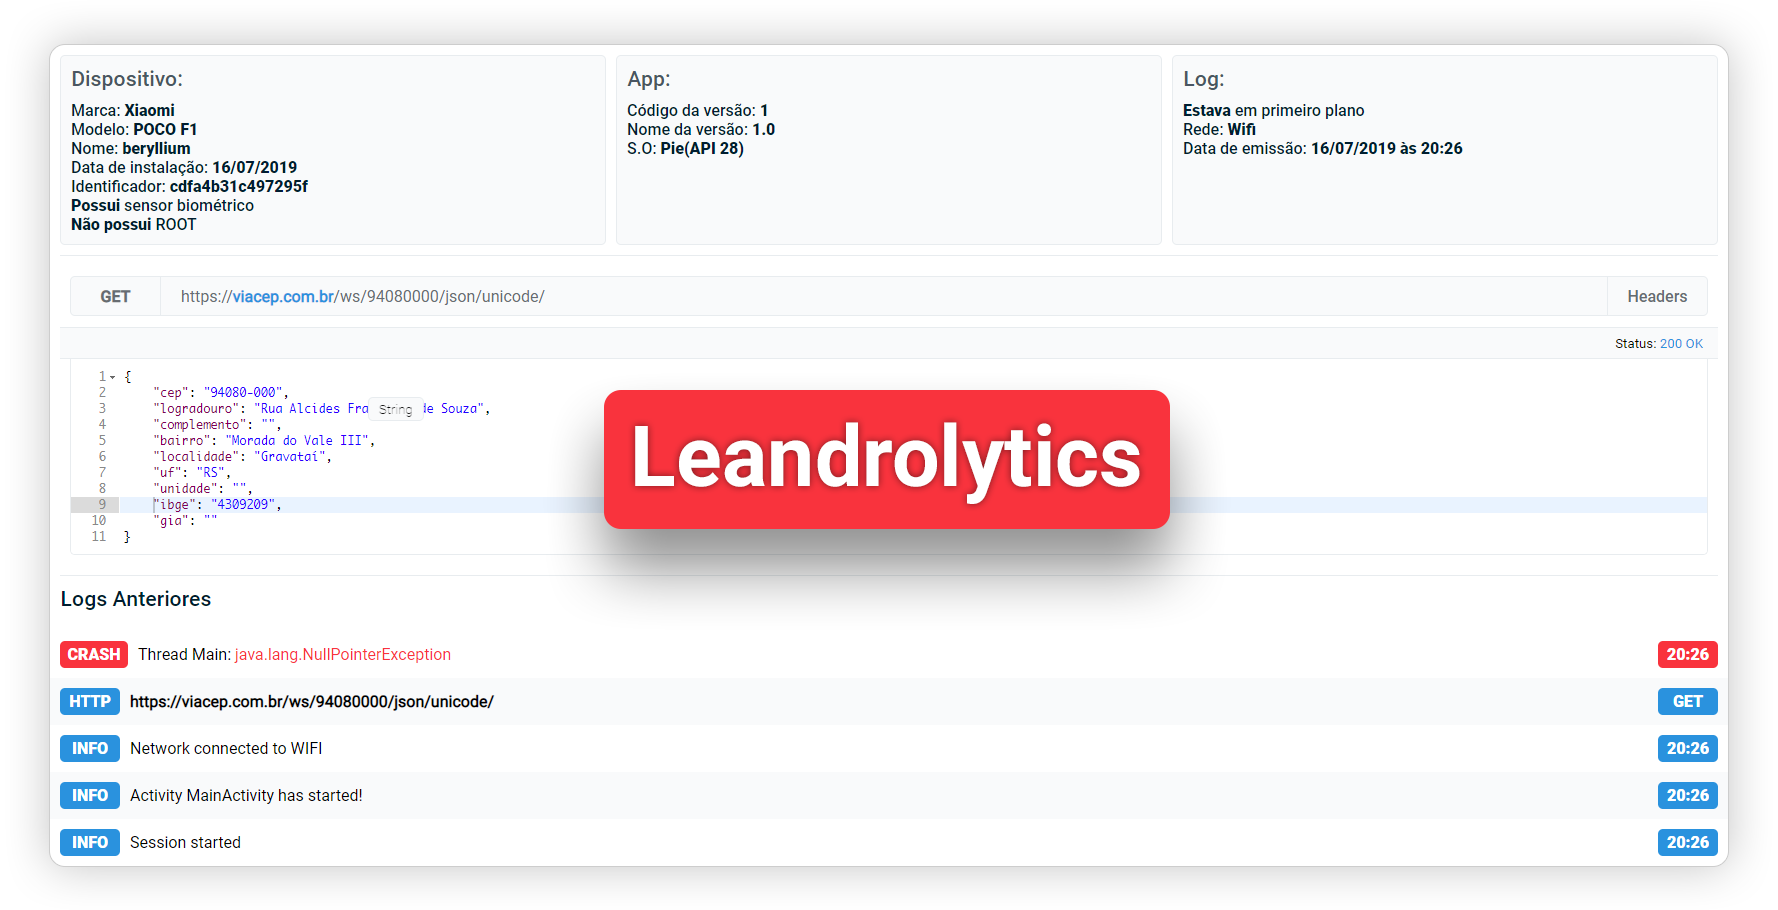 Dispositivo:
Marca: Xiaomi
Modelo: POCO F1
Nome: beryllium
Data de instalação: 16/07/2019
Identificador: cdfa4b31c497295f
Possui sensor biométrico
Não possui ROOT
App:
Código da versão: 1
Nome da versão: 1.0
S.O: Pie(API 28)
Log:
Estava em primeiro plano
Rede: Wifi
Data de emissão: 16/07/2019 às 20:26
GET https://viacep.com.br/ws/94080000/json/unicode/ Headers
Status: 200 OK
1 {
2 "cep": "94080-000",
3 "logradouro": "Rua Alcides Fra String de Souza",
4 "complemento": "",
5 "bairro": "Morada do Vale III",
6 "localidade": "Gravataí",
7 "uf": "RS",
8 "unidade": "",
9 "ibge": "4309209",
10 "gia": ""
11 }
Leandrolytics
Logs Anteriores
CRASH Thread Main: java.lang.NullPointerException 20:26
HTTP https://viacep.com.br/ws/94080000/json/unicode/ GET
INFO Network connected to WIFI 20:26
INFO Activity MainActivity has started! 20:26
INFO Session started 20:26